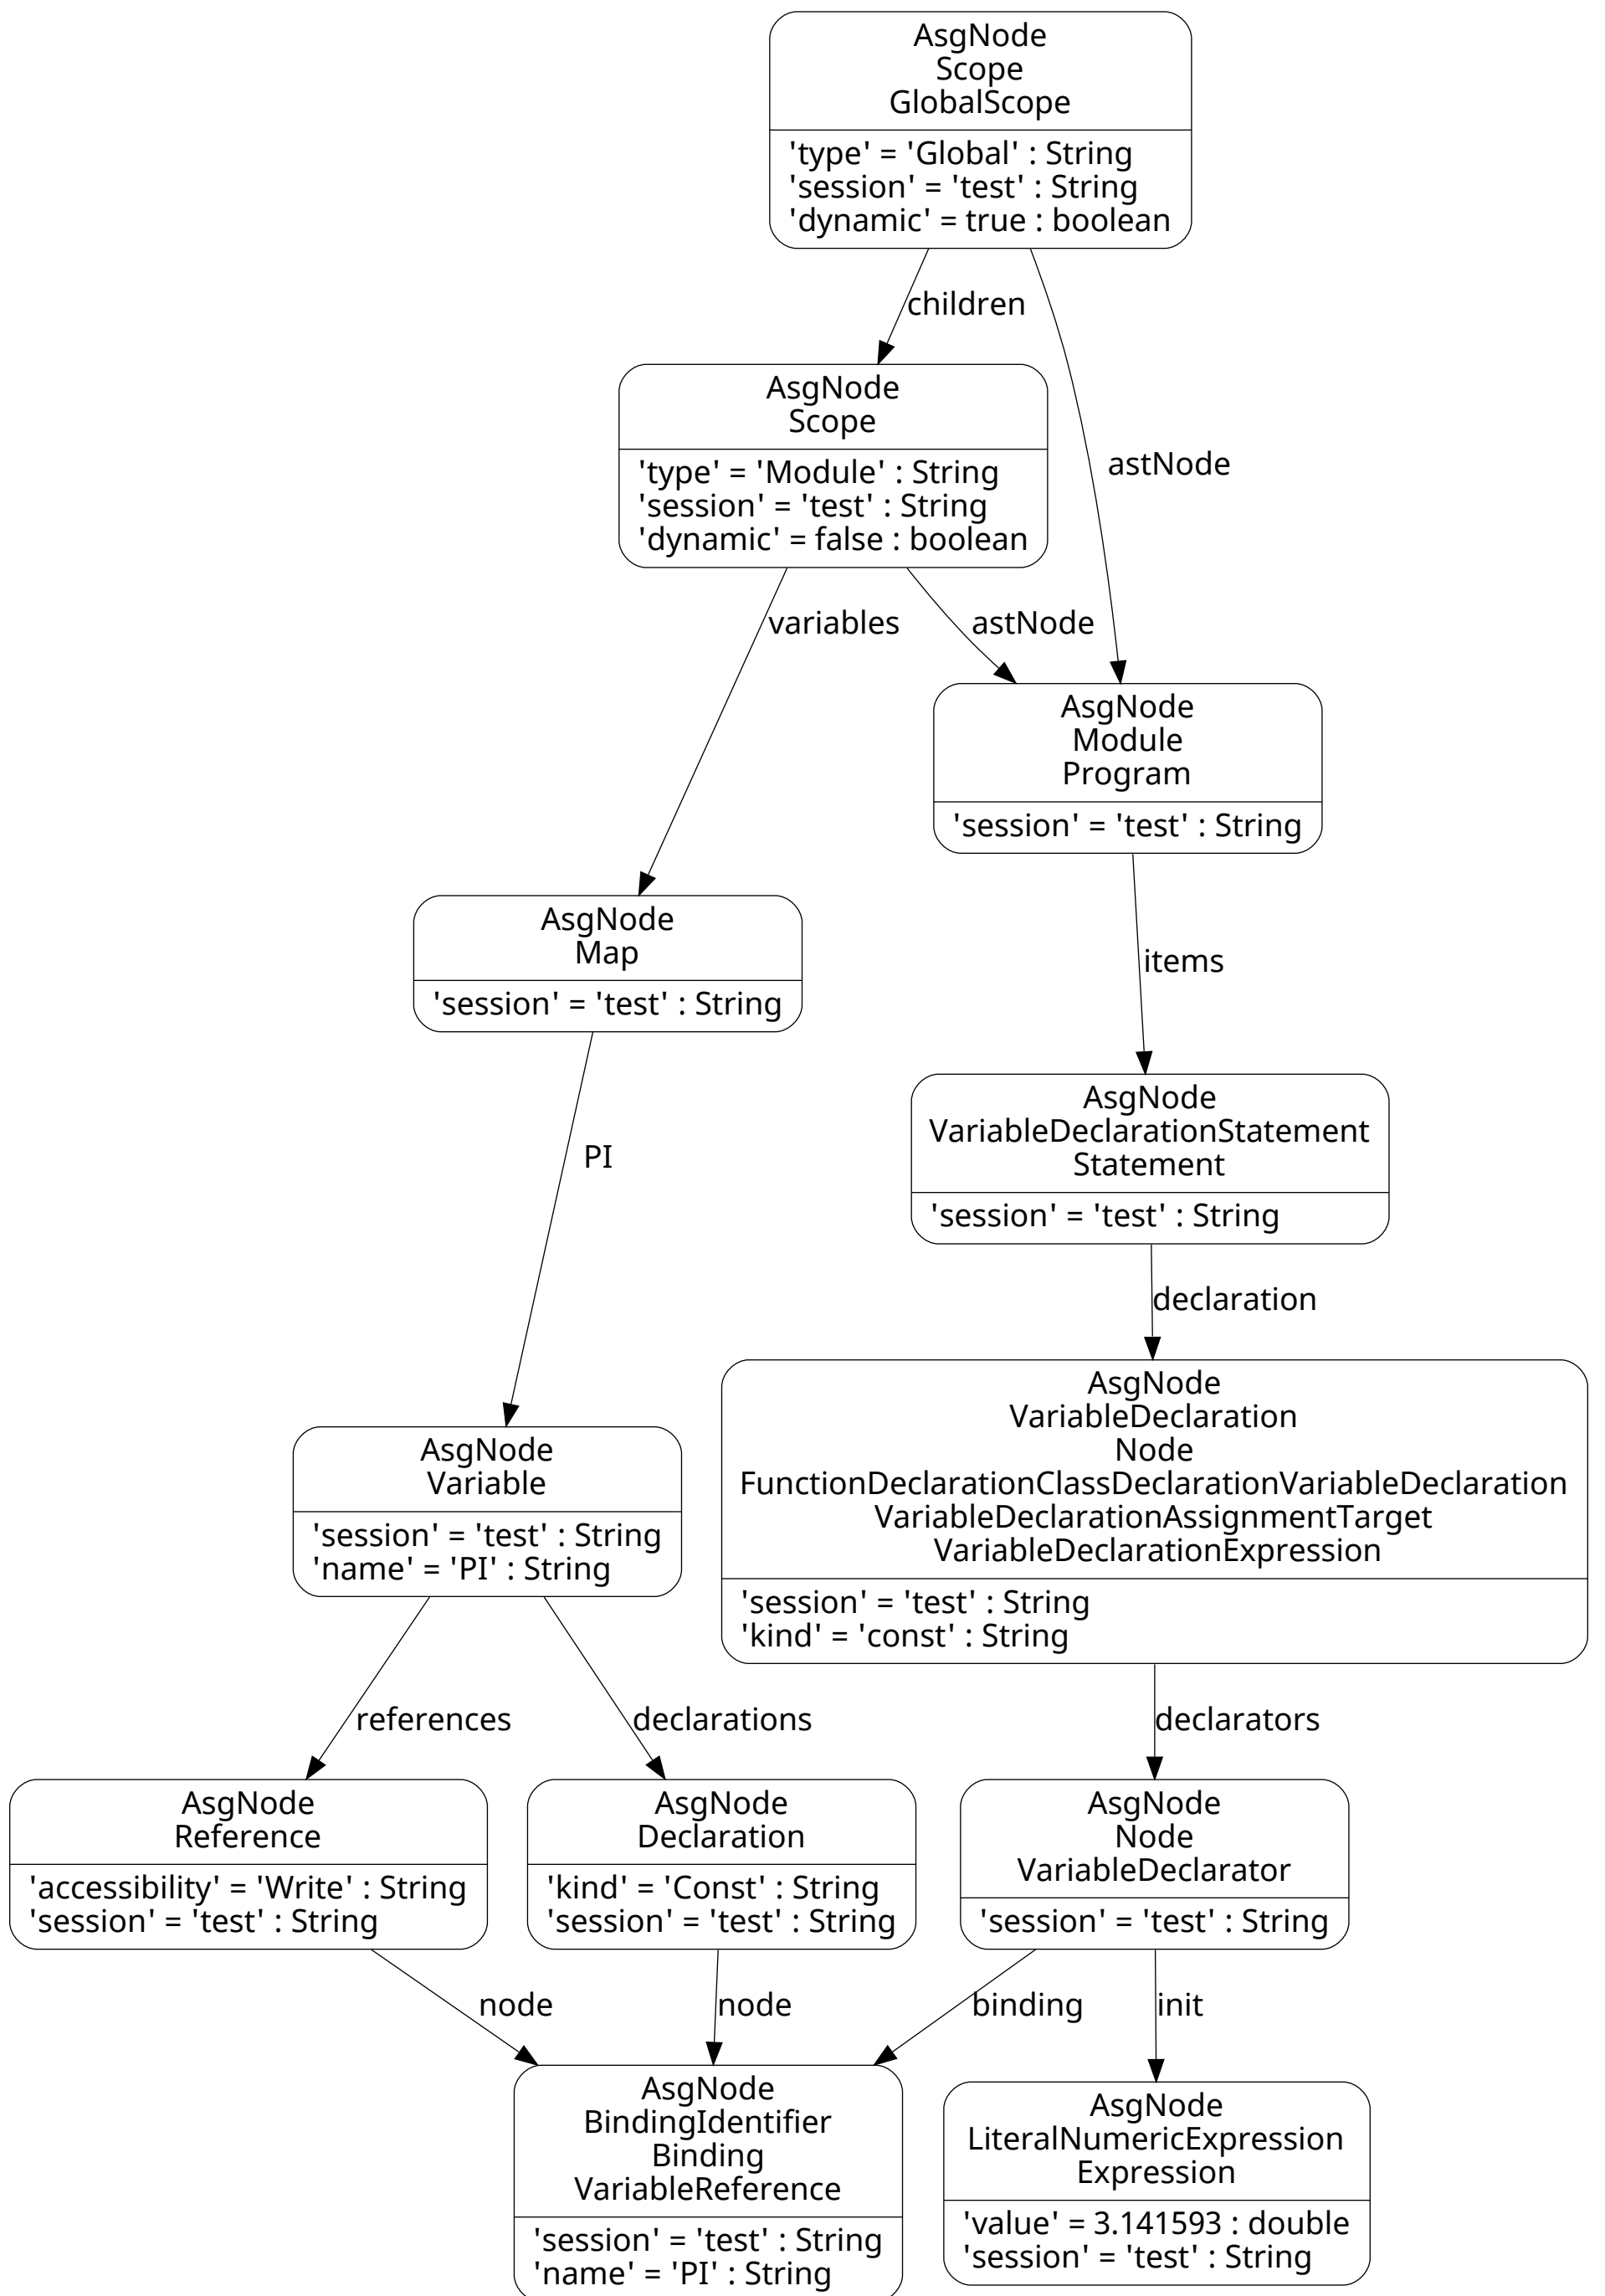 AsgNode
Scope
GlobalScope
'type' = 'Global' : String
'session' = 'test' : String
'dynamic' = true : boolean
children
astNode
AsgNode
Scope
'type' = 'Module' : String
'session' = 'test' : String
'dynamic' = false : boolean
variables
astNode
AsgNode
Module
Program
'session' = 'test' : String
AsgNode
Map
'session' = 'test' : String
items
PI
AsgNode
VariableDeclarationStatement
Statement
'session' = 'test' : String
declaration
AsgNode
Variable
'session' = 'test' : String
'name' = 'PI' : String
AsgNode
VariableDeclaration
Node
FunctionDeclarationClassDeclarationVariableDeclaration
VariableDeclarationAssignmentTarget
VariableDeclarationExpression
'session' = 'test' : String
'kind' = 'const' : String
references
declarations
declarators
AsgNode
Reference
'accessibility' = 'Write' : String
'session' = 'test' : String
AsgNode
Declaration
'kind' = 'Const' : String
'session' = 'test' : String
AsgNode
Node
VariableDeclarator
'session' = 'test' : String
node
node
binding
init
AsgNode
BindingIdentifier
Binding
VariableReference
'session' = 'test' : String
'name' = 'PI' : String
AsgNode
LiteralNumericExpression
Expression
'value' = 3.141593 : double
'session' = 'test' : String